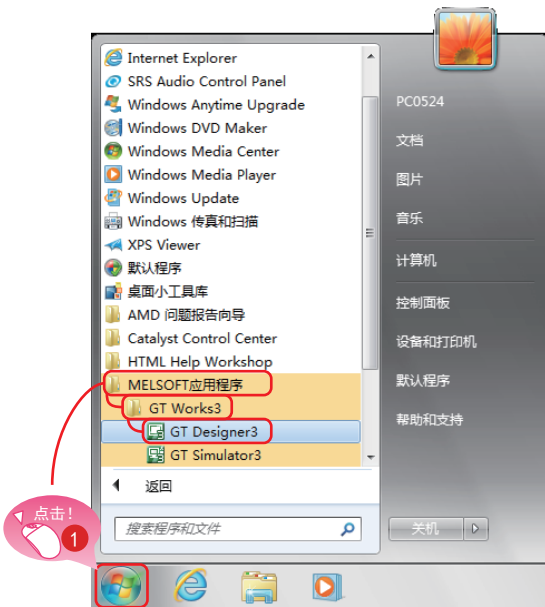 Internet Explorer
SRS Audio Control Panel
Windows Anytime Upgrade
Windows DVD Maker
Windows Media Center
Windows Media Player
Windows Update
Windows 传真和扫描
XPS Viewer
默认程序
桌面小工具库
AMD 问题报告向导
Catalyst Control Center
HTML Help Workshop
MELSOFT应用程序
GT Works3
GT Designer3
GT Simulator3
返回
搜索程序和文件
PC0524
文档
图片
音乐
计算机
控制面板
设备和打印机
默认程序
帮助和支持
关机
点击!
1